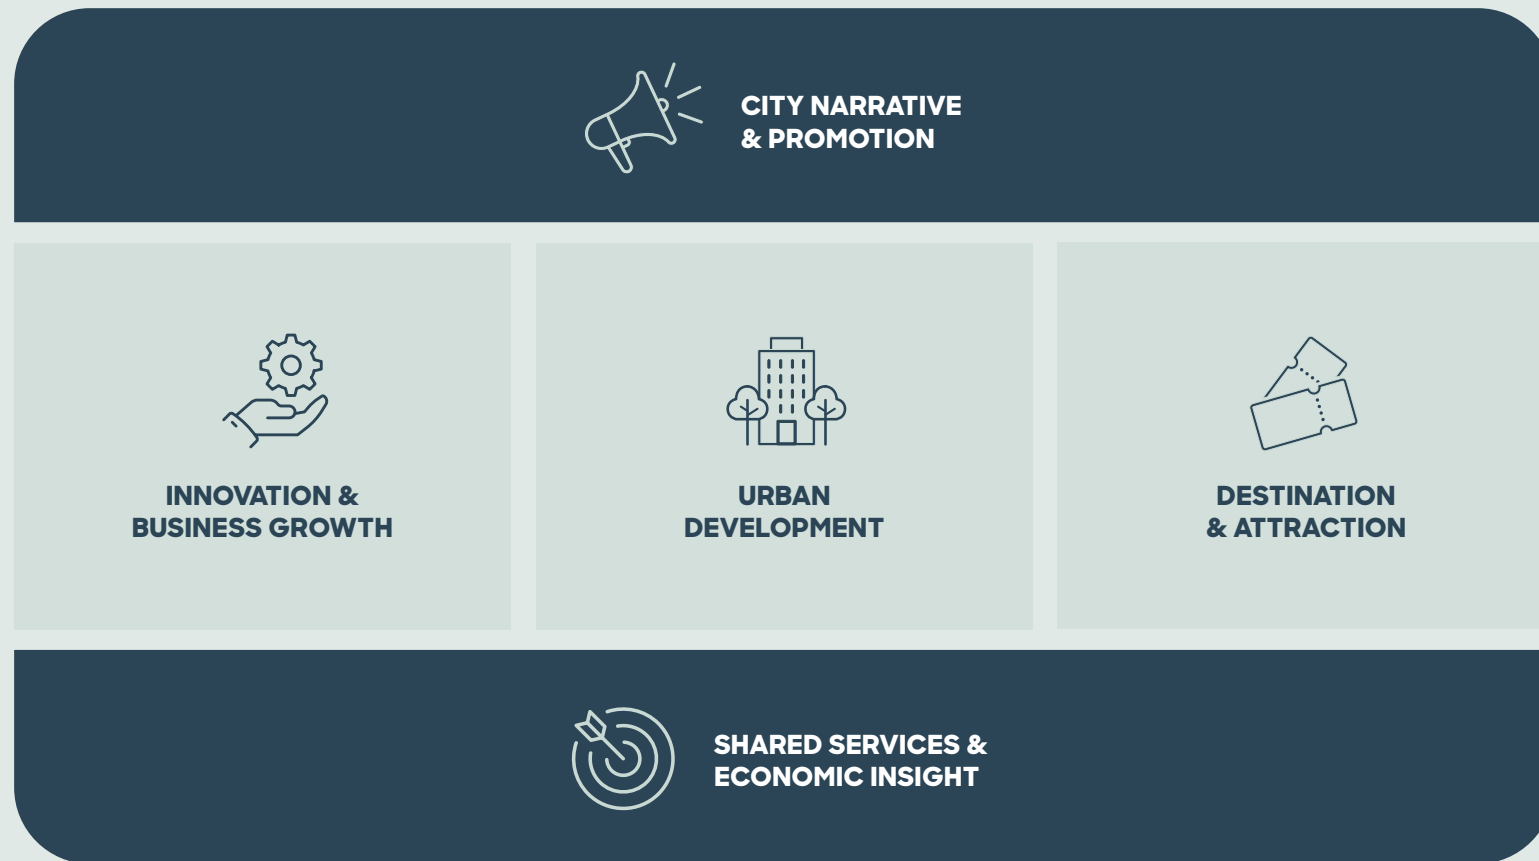 CITY NARRATIVE
& PROMOTION
INNOVATION &
BUSINESS GROWTH
URBAN
DEVELOPMENT
DESTINATION
& ATTRACTION
SHARED SERVICES &
ECONOMIC INSIGHT